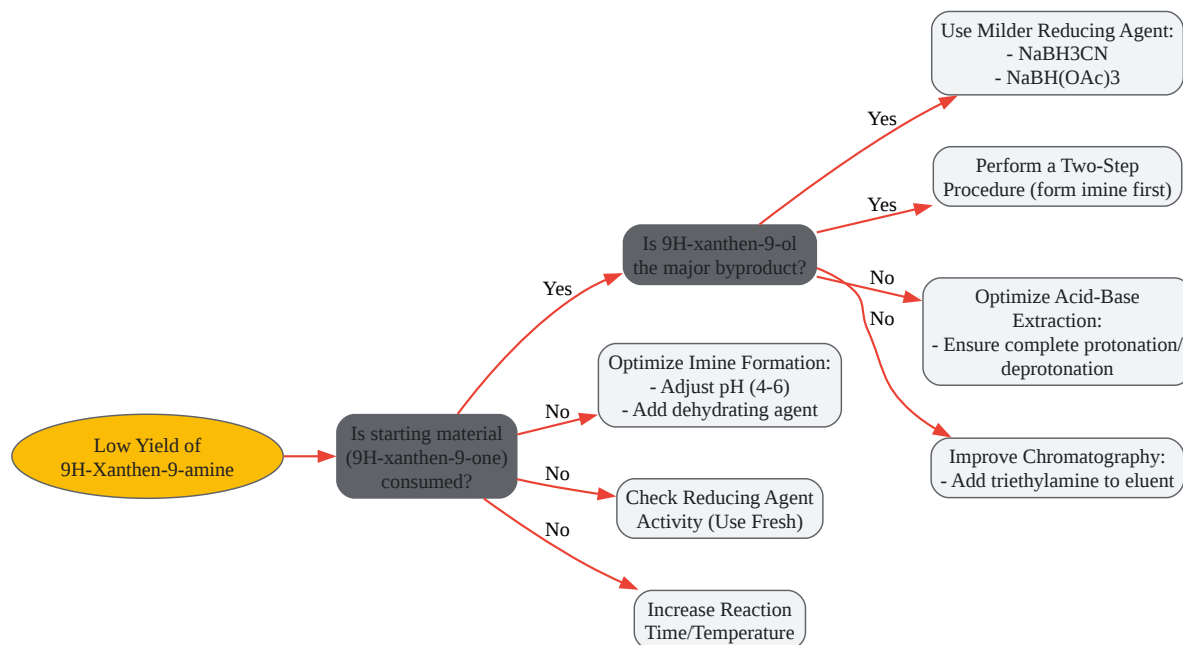 Low Yield of
9H-Xanthen-9-amine
Is starting material
(9H-xanthen-9-one)
consumed?
Yes
No
No
No
Is 9H-xanthen-9-ol
the major byproduct?
Optimize Imine Formation:
- Adjust pH (4-6)
- Add dehydrating agent
Check Reducing Agent
Activity (Use Fresh)
Increase Reaction
Time/Temperature
Yes
Yes
No
No
Use Milder Reducing Agent:
- NaBH3CN
- NaBH(OAc)3
Perform a Two-Step
Procedure (form imine first)
Optimize Acid-Base
Extraction:
- Ensure complete protonation/
deprotonation
Improve Chromatography:
- Add triethylamine to eluent